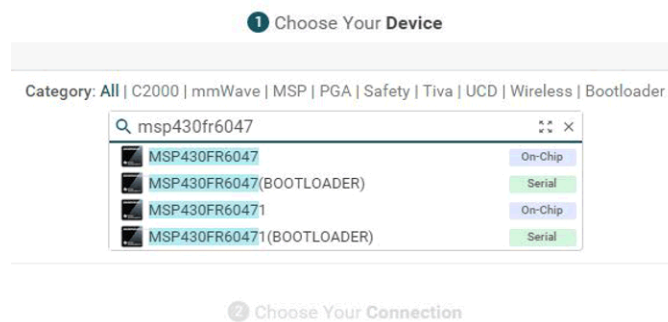 1 Choose Your Device
Category: All | C2000 | mmWave | MSP | PGA | Safety | Tiva | UCD | Wireless | Bootloader
msp430fr6047
MSP430FR6047 On-Chip
MSP430FR6047(BOOTLOADER) Serial
MSP430FR60471 On-Chip
MSP430FR60471(BOOTLOADER) Serial
2 Choose Your Connection